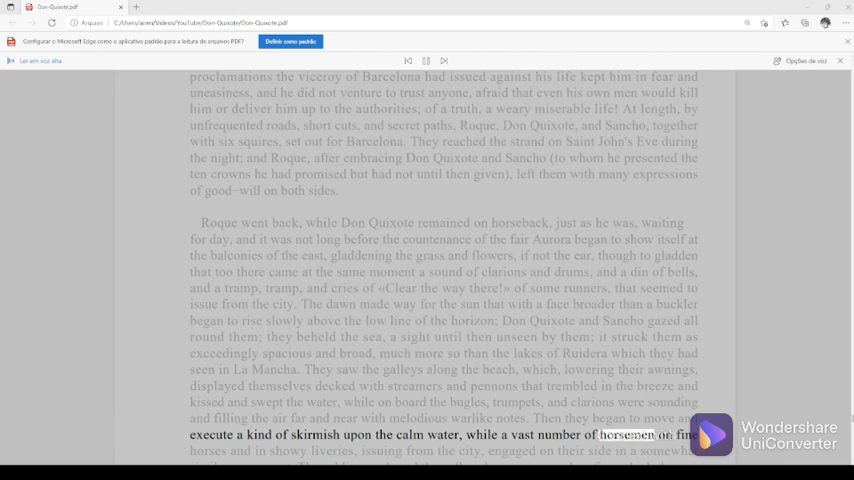 Don-Quixote.pdf
Arquivo C:/Users/acers/Videos/YouTube/Don-Quixote/Don-Quixote.pdf
Configurar o Microsoft Edge como o aplicativo padrão para a leitura de arquivos PDF? Definir como padrão
Ler em voz alta Opções de voz
proclamations the viceroy of Barcelona had issued against his life kept him in fear and
uneasiness, and he did not venture to trust anyone, afraid that even his own men would kill
him or deliver him up to the authorities; of a truth, a weary miserable life! At length, by
unfrequented roads, short cuts, and secret paths, Roque, Don Quixote, and Sancho, together
with six squires, set out for Barcelona. They reached the strand on Saint John's Eve during
the night; and Roque, after embracing Don Quixote and Sancho (to whom he presented the
ten crowns he had promised but had not until then given), left them with many expressions
of good-will on both sides.
Roque went back, while Don Quixote remained on horseback, just as he was, waiting
for day, and it was not long before the countenance of the fair Aurora began to show itself at
the balconies of the east, gladdening the grass and flowers, if not the ear, though to gladden
that too there came at the same moment a sound of clarions and drums, and a din of bells,
and a tramp, tramp, and cries of «Clear the way there!» of some runners, that seemed to
issue from the city. The dawn made way for the sun that with a face broader than a buckler
began to rise slowly above the low line of the horizon; Don Quixote and Sancho gazed all
round them; they beheld the sea, a sight until then unseen by them; it struck them as
exceedingly spacious and broad, much more so than the lakes of Ruidera which they had
seen in La Mancha. They saw the galleys along the beach, which, lowering their awnings,
displayed themselves decked with streamers and pennons that trembled in the breeze and
kissed and swept the water, while on board the bugles, trumpets, and clarions were sounding
and filling the air far and near with melodious warlike notes. Then they began to move and
execute a kind of skirmish upon the calm water, while a vast number of horsemen on fine
horses and in showy liveries, issuing from the city, engaged on their side in a somewhat
Wondershare
UniConverter